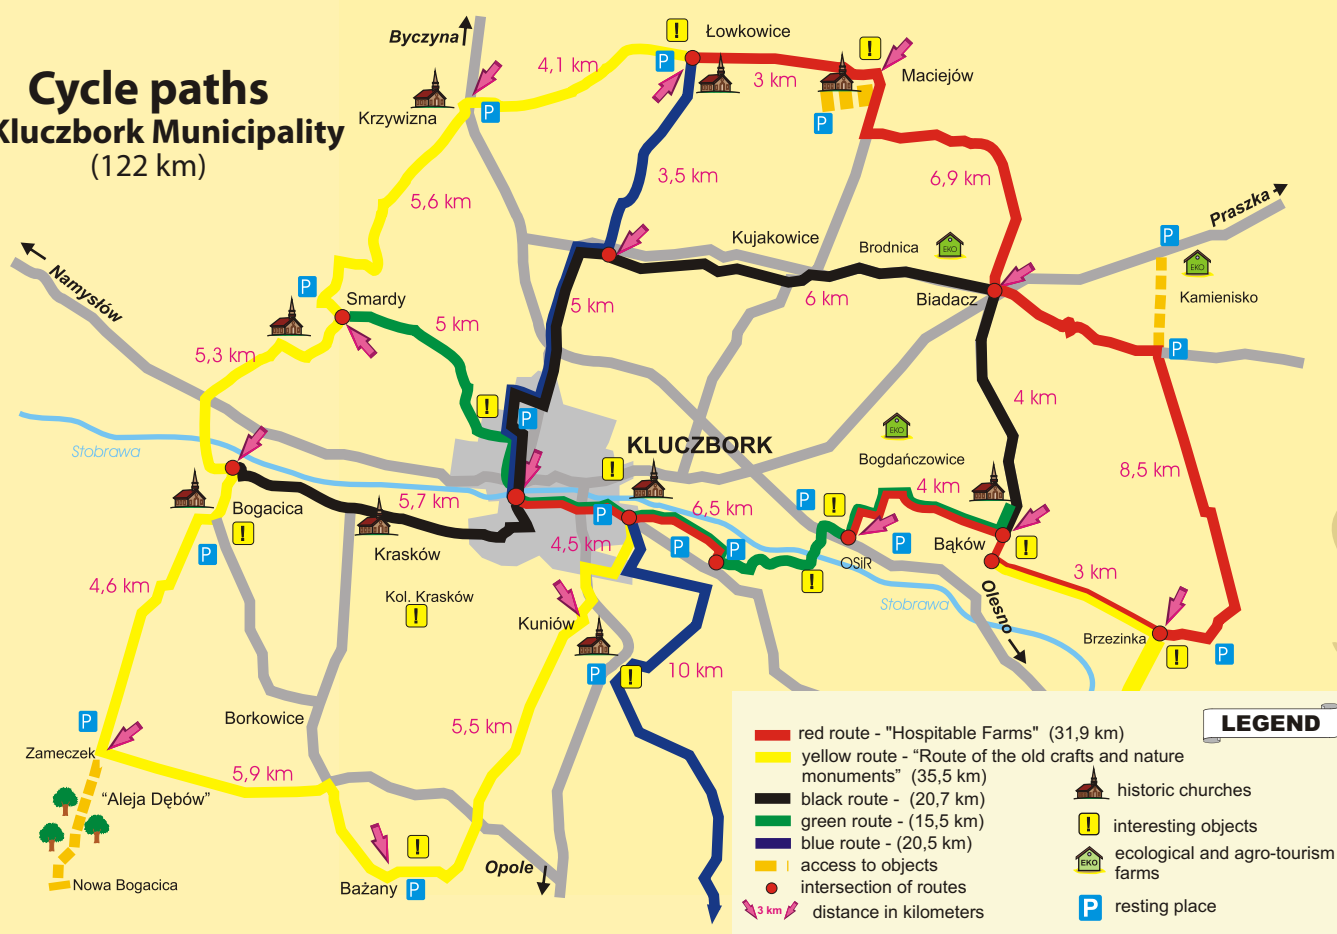 Cycle paths
Kluczbork Municipality
(122 km)
Byczyna
Łowkowice
4,1 km
P
3 km
Maciejów
Krzywizna
P
P
5,6 km
3,5 km
6,9 km
Praszka
Namysłów
P
Smardy
Kujakowice
Brodnica
EKO
P
EKO
Kamienisko
Biadacz
5 km
5 km
6 km
5,3 km
P
4 km
P
KLUCZBORK
EKO
Bogdańczowice
Stobrawa
8,5 km
Bogacica
5,7 km
6,5 km
4 km
P
P
Krasków
4,5 km
P
P
P
P
OSiR
Bąków
4,6 km
Kol. Krasków
Kuniów
Stobrawa
3 km
Olesno
Brzezinka
P
P
10 km
Borkowice
5,5 km
P
Zameczek
5,9 km
"Aleja Dębów"
Nowa Bogacica
Bażany
P
Opole
LEGEND
red route - "Hospitable Farms" (31,9 km)
yellow route - “Route of the old crafts and nature
monuments” (35,5 km)
black route - (20,7 km)
green route - (15,5 km)
blue route - (20,5 km)
access to objects
intersection of routes
3 km distance in kilometers
historic churches
! interesting objects
EKO ecological and agro-tourism
farms
P resting place